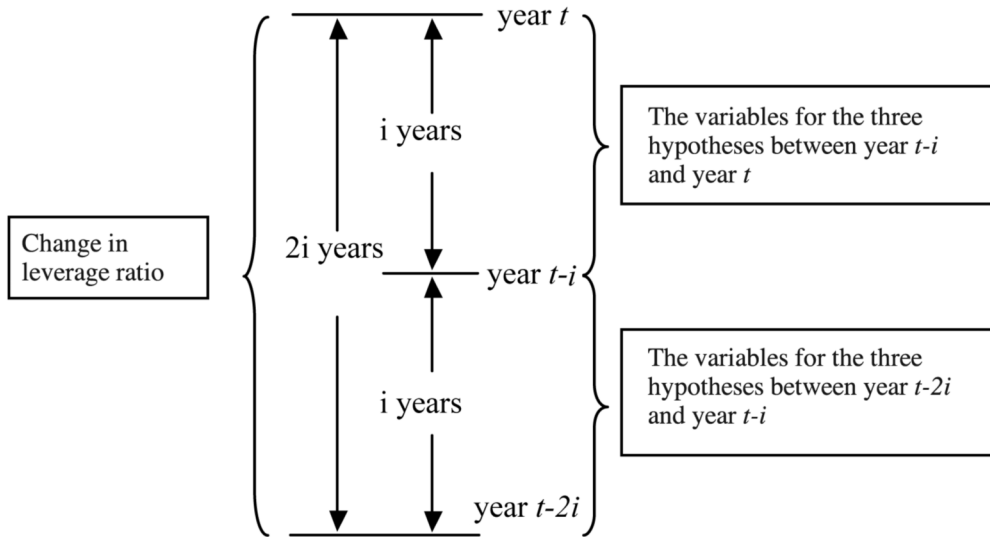 year t
i years
The variables for the three
hypotheses between year t-i
and year t
Change in
leverage ratio
2i years
year t-i
i years
The variables for the three
hypotheses between year t-2i
and year t-i
year t-2i